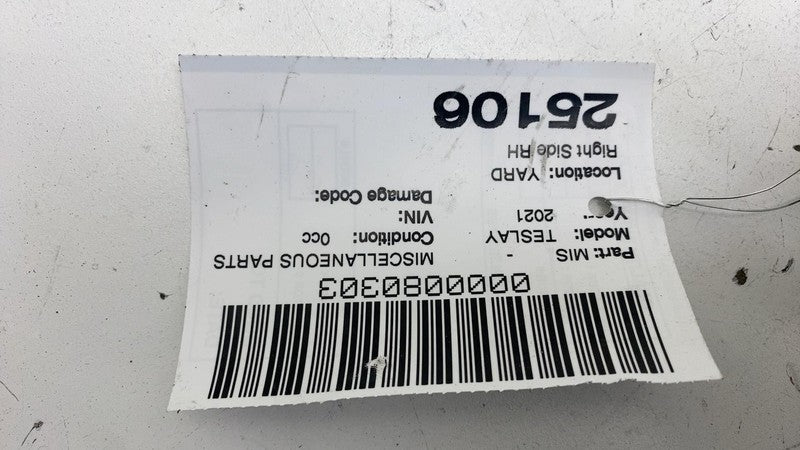 0000080303
Part: MIS - MISCELLANEOUS PARTS
Model: TESLAY Condition: 0cc
Year: 2021 VIN:
Damage Code:
Location: YARD
Right Side RH
25106